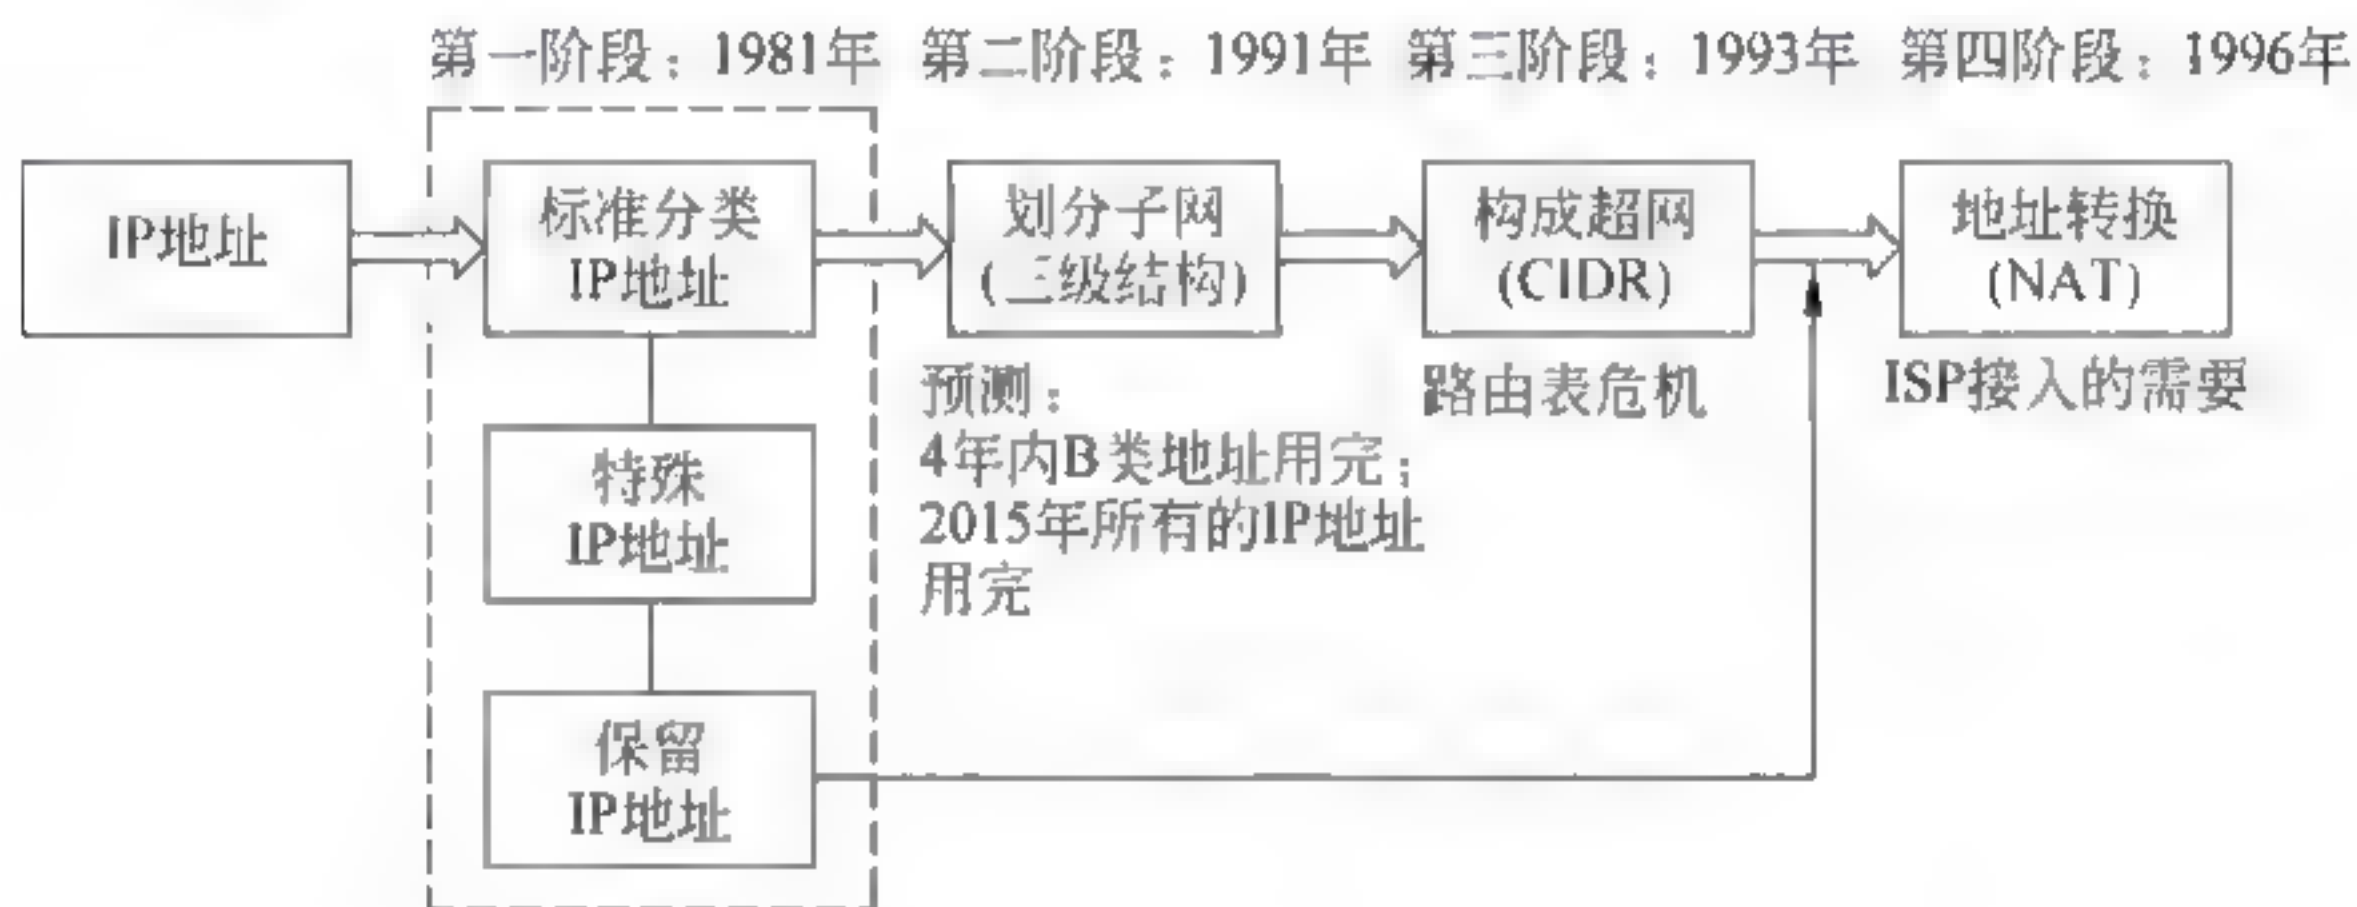 第一阶段：1981年 第二阶段：1991年 第三阶段：1993年 第四阶段：1996年
IP地址
标准分类
IP地址
划分子网
(三级结构)
构成超网
(CIDR)
地址转换
(NAT)
预测：
4年内B类地址用完；
2015年所有的IP地址
用完
路由表危机
ISP接入的需要
特殊
IP地址
保留
IP地址